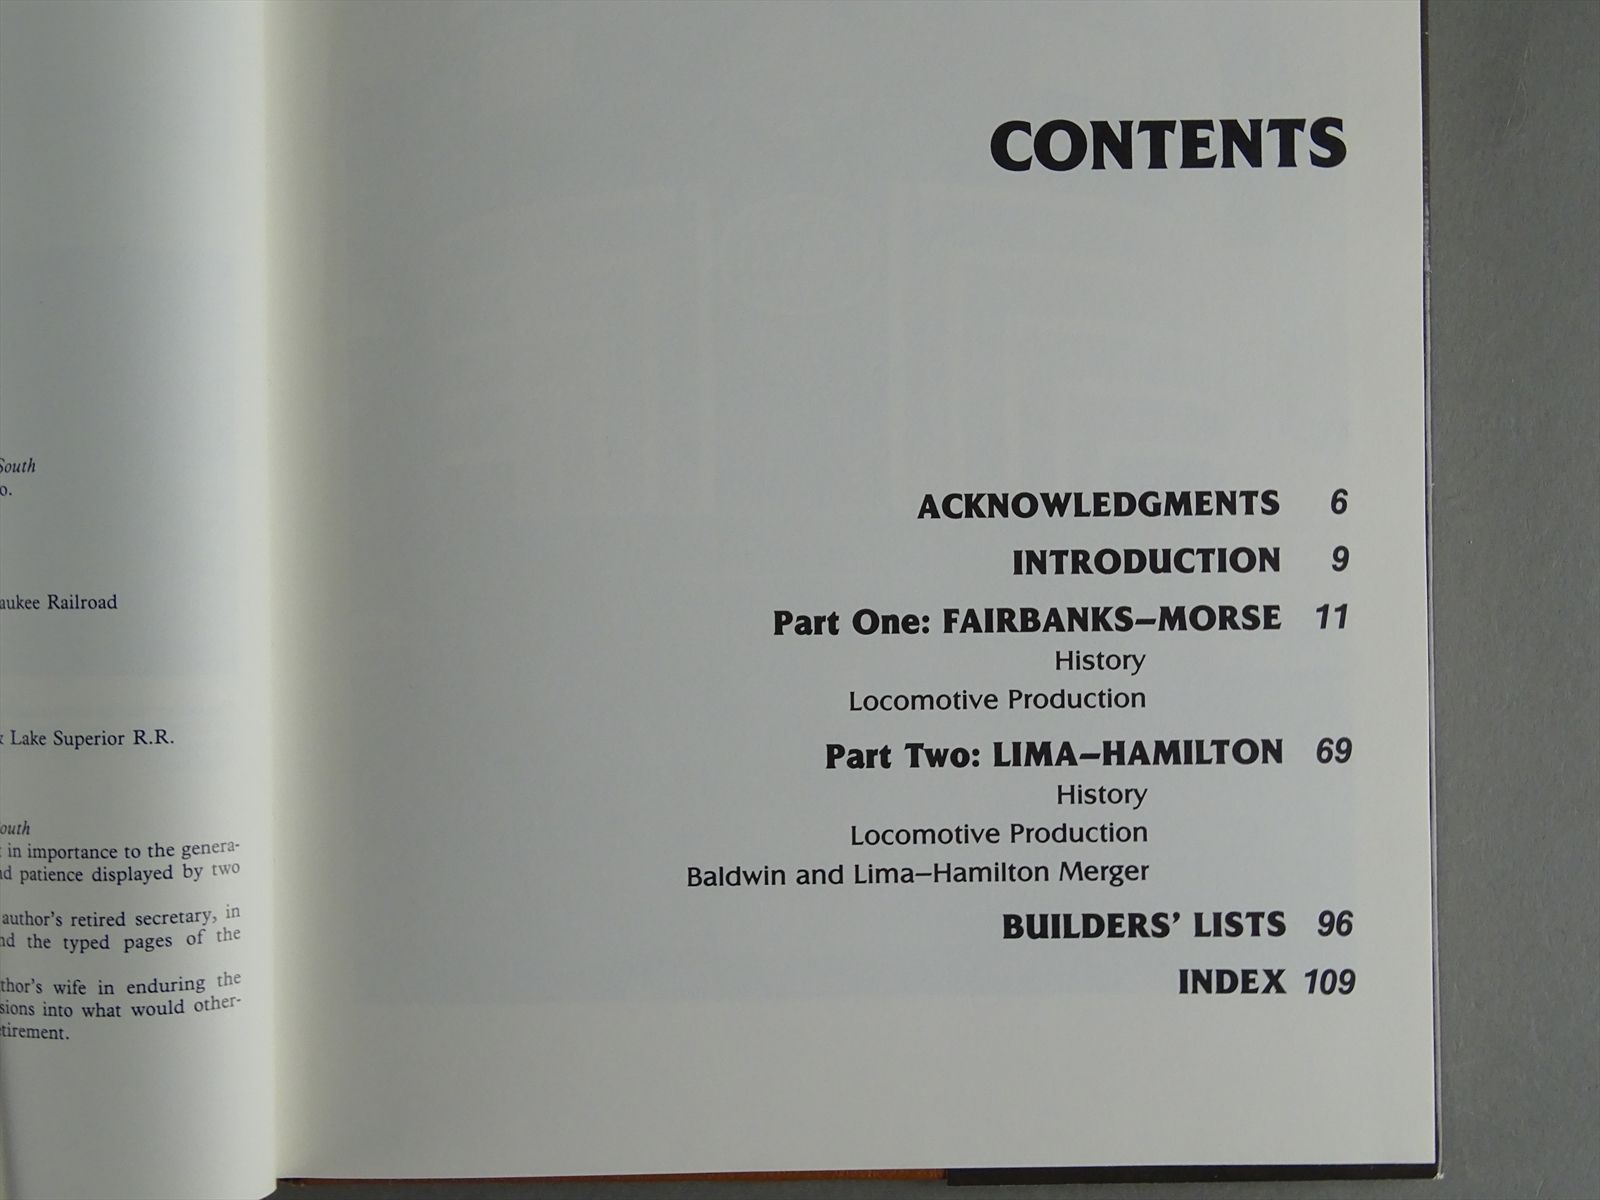 South
o.
aukee Railroad
Lake Superior R.R.
outh
in importance to the genera-
nd patience displayed by two
author's retired secretary, in
nd the typed pages of the
thor's wife in enduring the
sions into what would other-
tirement.
CONTENTS
ACKNOWLEDGMENTS 6
INTRODUCTION 9
Part One: FAIRBANKS–MORSE 11
History
Locomotive Production
Part Two: LIMA–HAMILTON 69
History
Locomotive Production
Baldwin and Lima–Hamilton Merger
BUILDERS' LISTS 96
INDEX 109